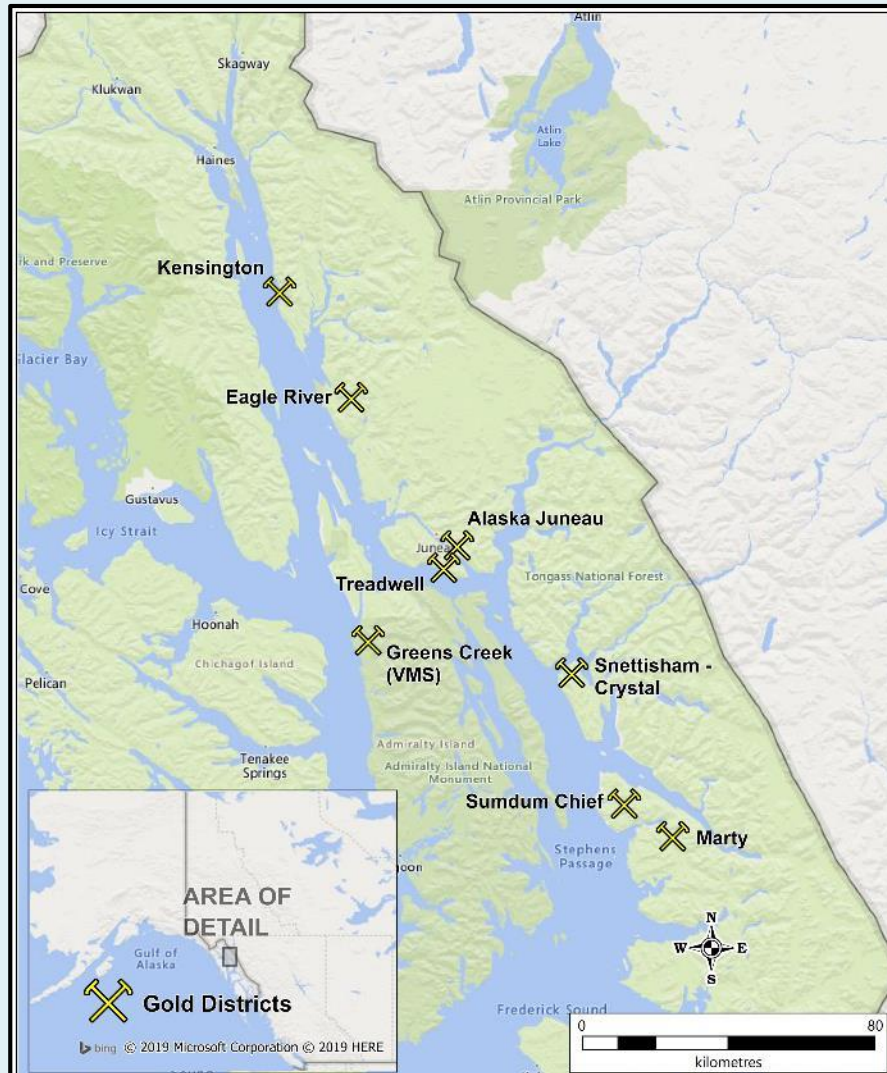 Atlin
Skagway
Klukwan
Atlin
Lake
Haines
Atlin Provincial Park
rk and Preserve
Kensington
Glacier Bay
Eagle River
Gustavus
Alaska Juneau
Icy Strait
Juneau
Treadwell
Tongass National Forest
Cove
Hoonah
Greens Creek
(VMS)
Snettisham -
Crystal
Chichagof Island
Pelican
Admiralty Island
Tenakee
Springs
Admiralty Island National
Monument
Sumdum Chief
Marty
Stephens
Passage
oon
AREA OF
DETAIL
Gulf of
Alaska
N
W E
S
Gold Districts
Frederick Sound
0 80
kilometres
bing © 2019 Microsoft Corporation © 2019 HERE